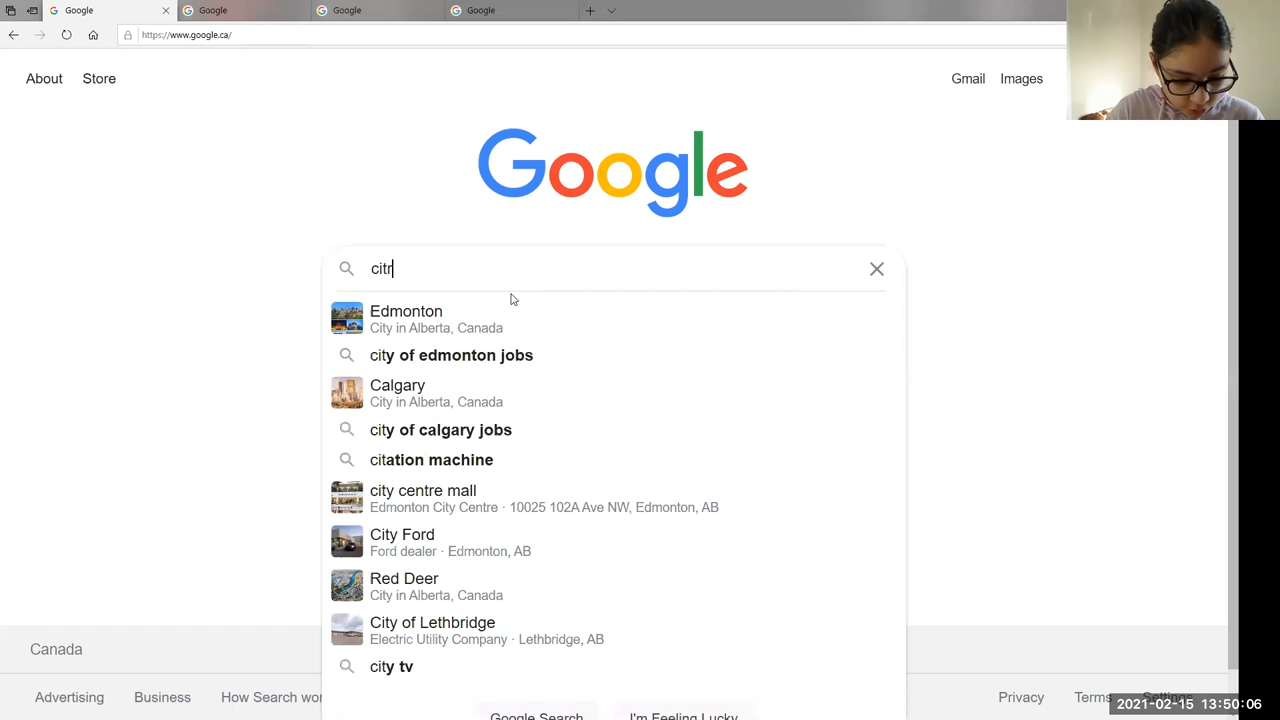 Google
Google
Google
Google
https://www.google.ca/
About
Store
Gmail
Images
Google
citr
Edmonton
City in Alberta, Canada
city of edmonton jobs
Calgary
City in Alberta, Canada
city of calgary jobs
citation machine
city centre mall
Edmonton City Centre · 10025 102A Ave NW, Edmonton, AB
City Ford
Ford dealer · Edmonton, AB
Red Deer
City in Alberta, Canada
City of Lethbridge
Electric Utility Company · Lethbridge, AB
city tv
Google Search
I'm Feeling Lucky
Canada
Advertising
Business
How Search wor
Privacy
Terms
Settings
2021-02-15 13:50:06